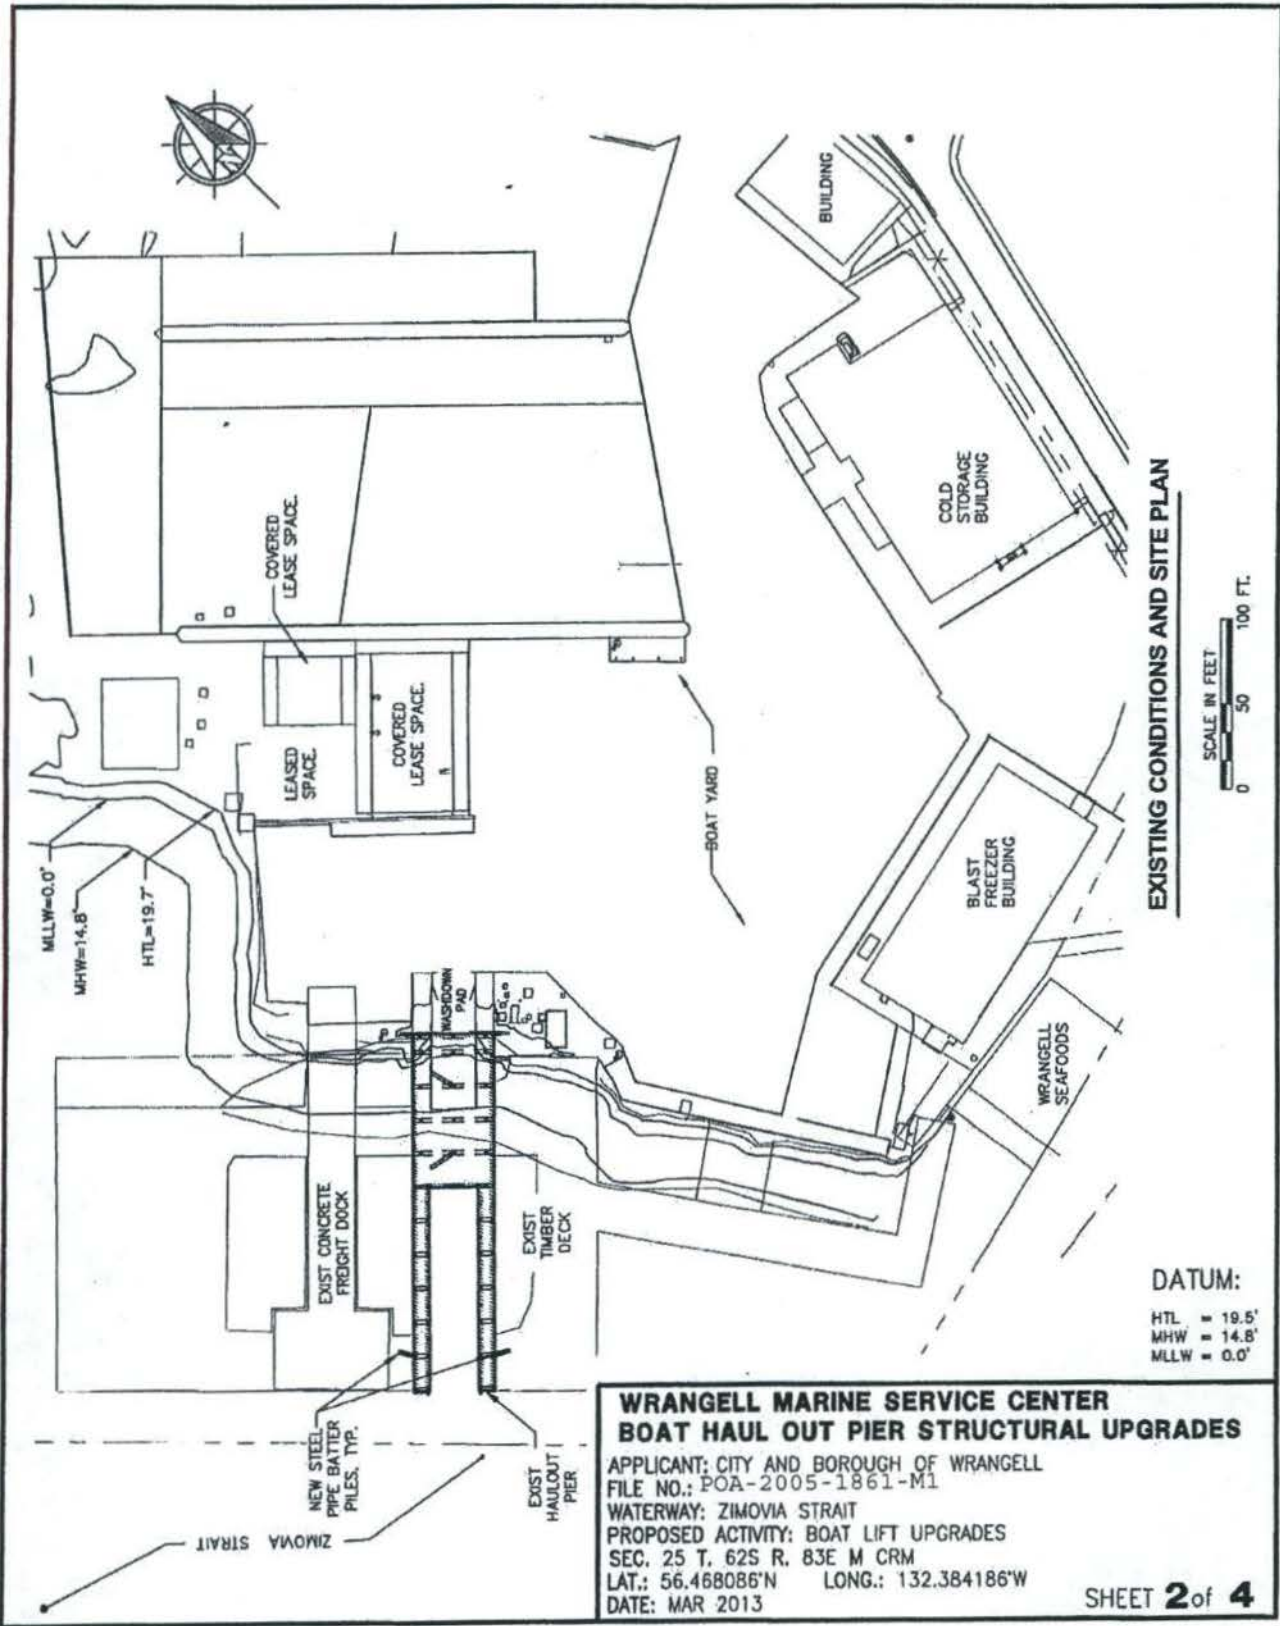 BUILDING
COLD
STORAGE
BUILDING
COVERED
LEASE SPACE.
LEASED
SPACE.
COVERED
LEASE SPACE.
BOAT YARD
MLLW=0.0'
MHW=14.8'
HTL=19.7'
WASHDOWN
PAD
BLAST
FREEZER
BUILDING
WRANGELL
SEAFOODS
EXIST CONCRETE
FREIGHT DOCK
EXIST
TIMBER
DECK
NEW STEEL
PIPE BATTER
PILES, TYP.
EXIST
HAULOUT
PIER
ZIMOVIA STRAIT
EXISTING CONDITIONS AND SITE PLAN
SCALE IN FEET
0 50 100 FT.
DATUM:
HTL = 19.5'
MHW = 14.8'
MLLW = 0.0'
WRANGELL MARINE SERVICE CENTER
BOAT HAUL OUT PIER STRUCTURAL UPGRADES
APPLICANT: CITY AND BOROUGH OF WRANGELL
FILE NO.: POA-2005-1861-M1
WATERWAY: ZIMOVIA STRAIT
PROPOSED ACTIVITY: BOAT LIFT UPGRADES
SEC. 25 T. 62S R. 83E M CRM
LAT.: 56.468086°N LONG.: 132.384186°W
DATE: MAR 2013
SHEET 2 of 4